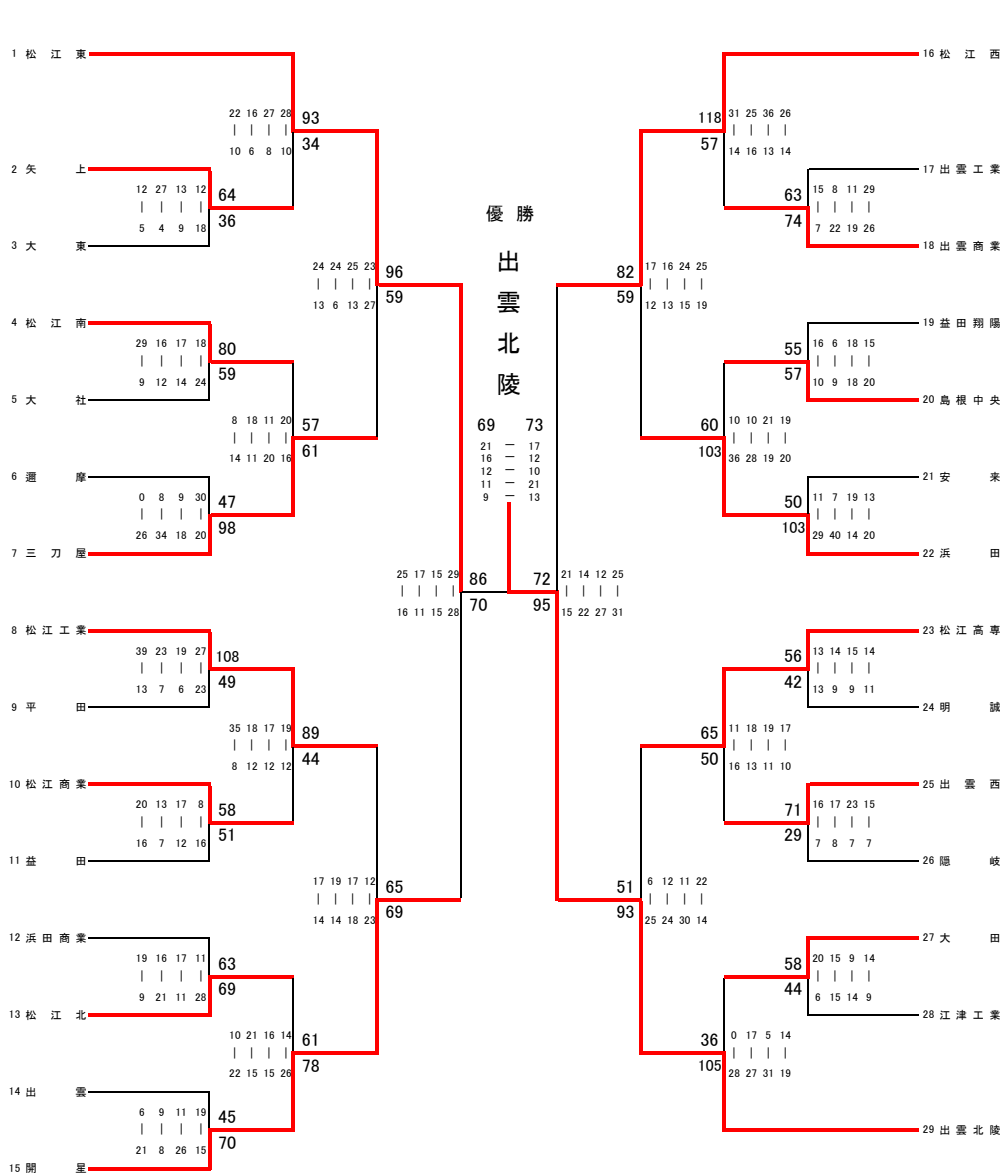 1 松江東
22 16 27 28
| | | |
10 6 8 10
93
34
2 矢上
12 27 13 12
| | | |
5 4 9 18
64
36
3 大東
24 24 25 23
| | | |
13 6 13 27
96
59
4 松江南
29 16 17 18
| | | |
9 12 14 24
80
59
5 大社
8 18 11 20
| | | |
14 11 20 16
57
61
6 邇摩
0 8 9 30
| | | |
26 34 18 20
47
98
7 三刀屋
25 17 15 29
| | | |
16 11 15 28
86
70
8 松江工業
39 23 19 27
| | | |
13 7 6 23
108
49
9 平田
35 18 17 19
| | | |
8 12 12 12
89
44
10 松江商業
20 13 17 8
| | | |
16 7 12 16
58
51
11 益田
17 19 17 12
| | | |
14 14 18 23
65
69
12 浜田商業
19 16 17 11
| | | |
9 21 11 28
63
69
13 松江北
10 21 16 14
| | | |
22 15 15 26
61
78
14 出雲
6 9 11 19
| | | |
21 8 26 15
45
70
15 開星
優勝
出雲北陵
69 73
21 － 17
16 － 12
12 － 10
11 － 21
9 － 13
16 松江西
118
57
31 25 36 26
| | | |
14 16 13 14
17 出雲工業
63
74
15 8 11 29
| | | |
7 22 19 26
18 出雲商業
82
59
17 16 24 25
| | | |
12 13 15 19
19 益田翔陽
55
57
16 6 18 15
| | | |
10 9 18 20
20 島根中央
60
103
10 10 21 19
| | | |
36 28 19 20
21 安来
50
103
11 7 19 13
| | | |
29 40 14 20
22 浜田
72
95
21 14 12 25
| | | |
15 22 27 31
23 松江高専
56
42
13 14 15 14
| | | |
13 9 9 11
24 明誠
65
50
11 18 19 17
| | | |
16 13 11 10
25 出雲西
71
29
16 17 23 15
| | | |
7 8 7 7
26 隠岐
51
93
6 12 11 22
| | | |
25 24 30 14
27 大田
58
44
20 15 9 14
| | | |
6 15 14 9
28 江津工業
36
105
0 17 5 14
| | | |
28 27 31 19
29 出雲北陵